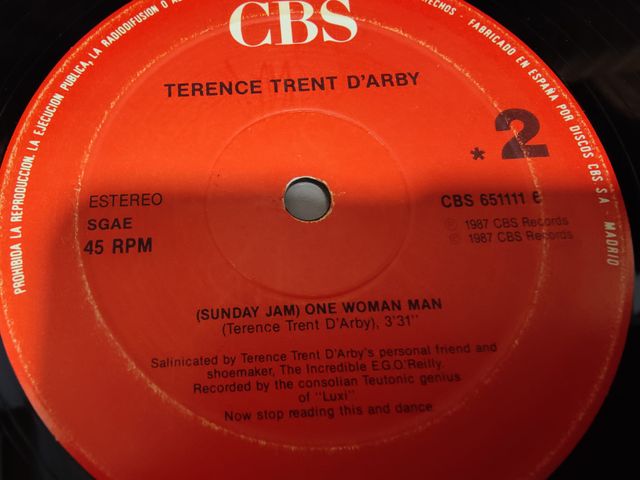 PROHIBIDA LA REPRODUCCION, LA EJECUCION PUBLICA, LA RADIODIFUSION O
FABRICADO EN ESPAÑA POR DISCOS CBS S.A. - MADRID
CBS
TERENCE TRENT D'ARBY
* 2
ESTEREO
SGAE
45 RPM
CBS 651111 6
℗ 1987 CBS Records
© 1987 CBS Records
(SUNDAY JAM) ONE WOMAN MAN
(Terence Trent D'Arby), 3'31''
Salinicated by Terence Trent D'Arby's personal friend and
shoemaker, The Incredible E.G.O'Reilly.
Recorded by the consolian Teutonic genius
of "Luxi"
Now stop reading this and dance